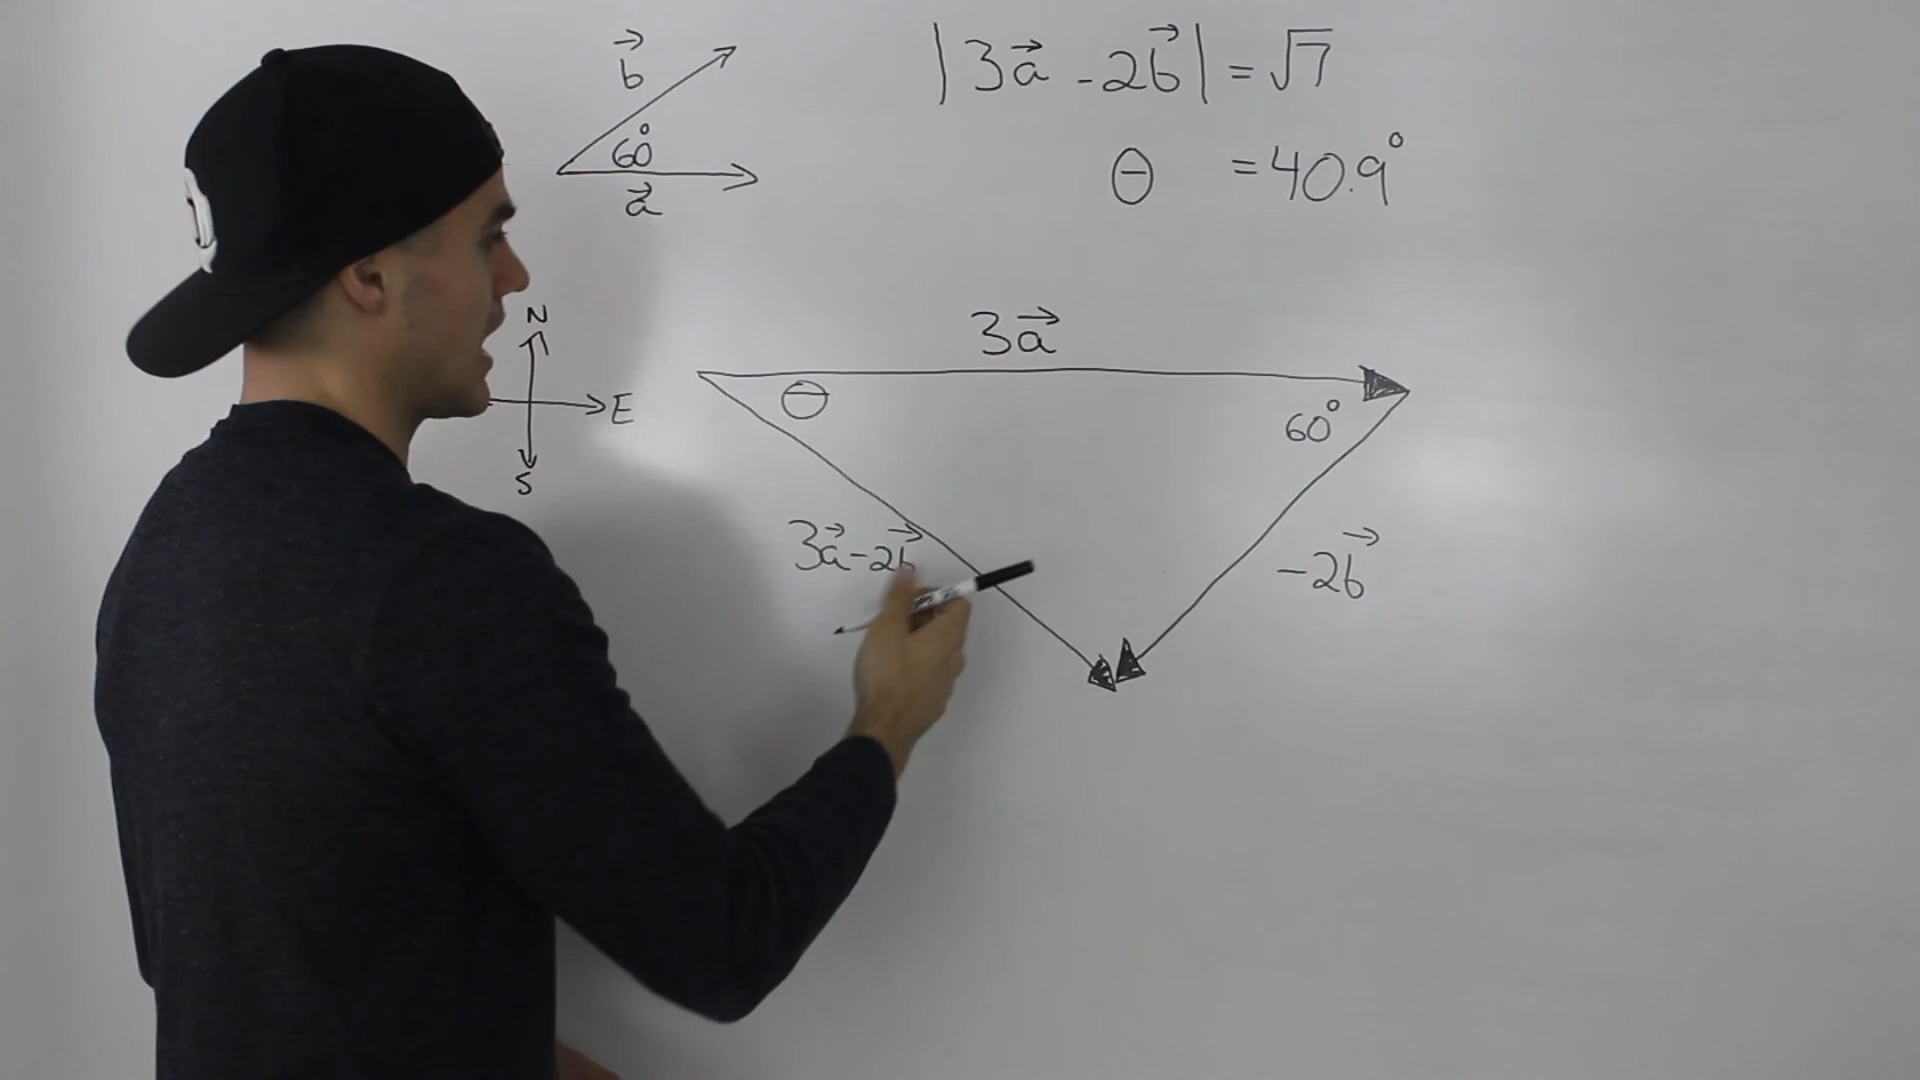 b
60°
a
|3a - 2b| = √7
θ = 40.9°
N
E
S
3a
θ
60°
3a-2b
-2b